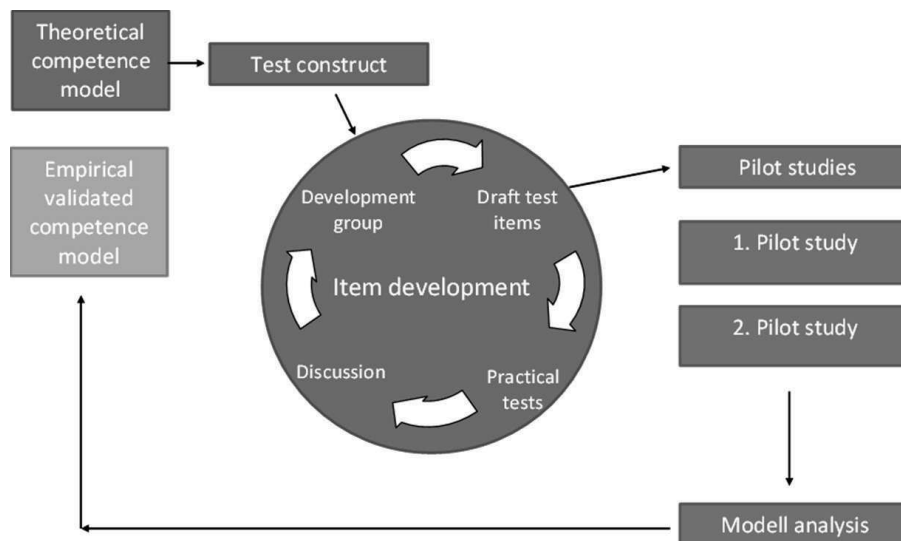 Theoretical
competence
model
Test construct
Empirical
validated
competence
model
Development
group
Draft test
items
Item development
Discussion
Practical
tests
Pilot studies
1. Pilot study
2. Pilot study
Modell analysis